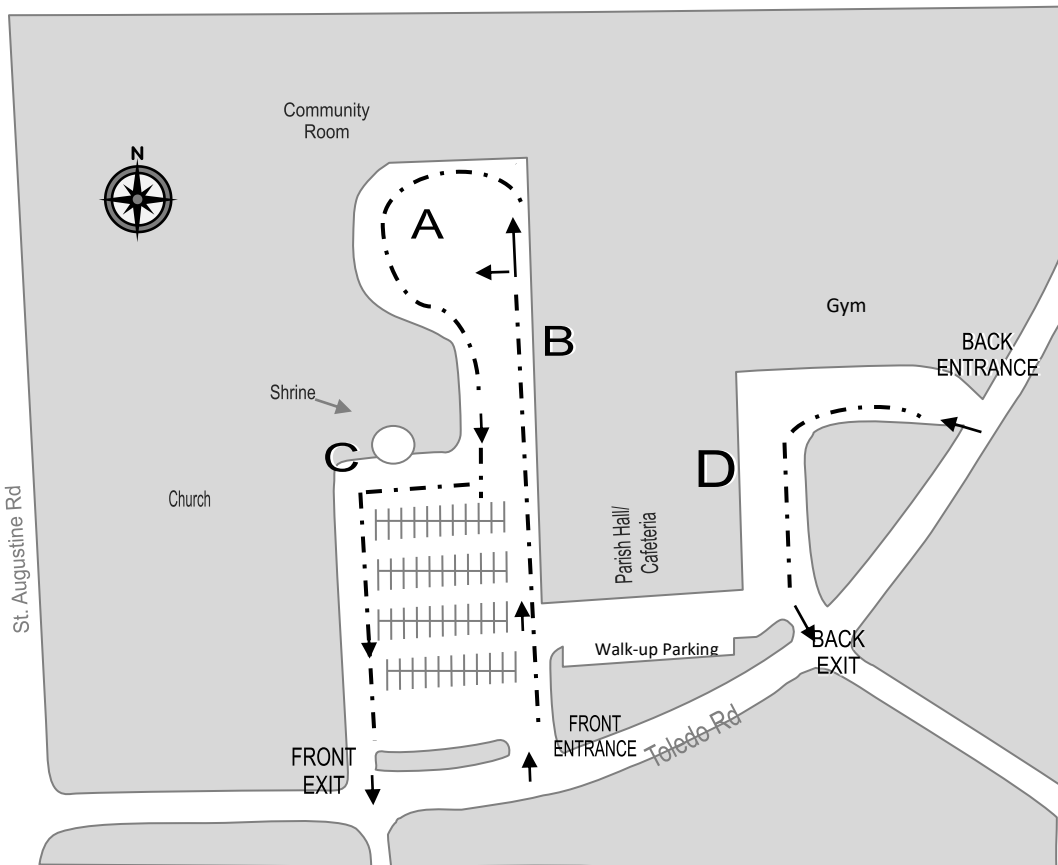 Community
Room
N
A
Gym
B
BACK
ENTRANCE
Shrine
C
D
Church
St. Augustine Rd
Parish Hall/
Cafeteria
Walk-up Parking
BACK
EXIT
FRONT
ENTRANCE
Toledo Rd
FRONT
EXIT